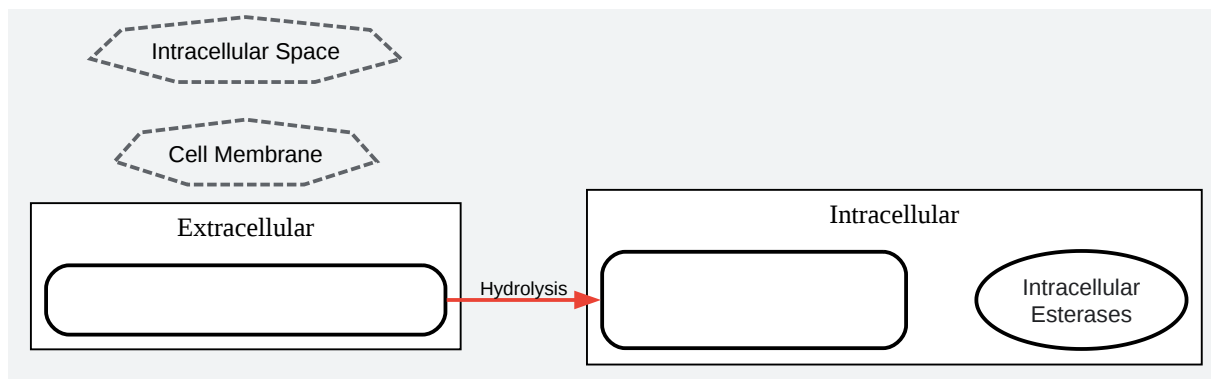 Intracellular Space
Cell Membrane
Extracellular
Intracellular
Hydrolysis
Intracellular
Esterases